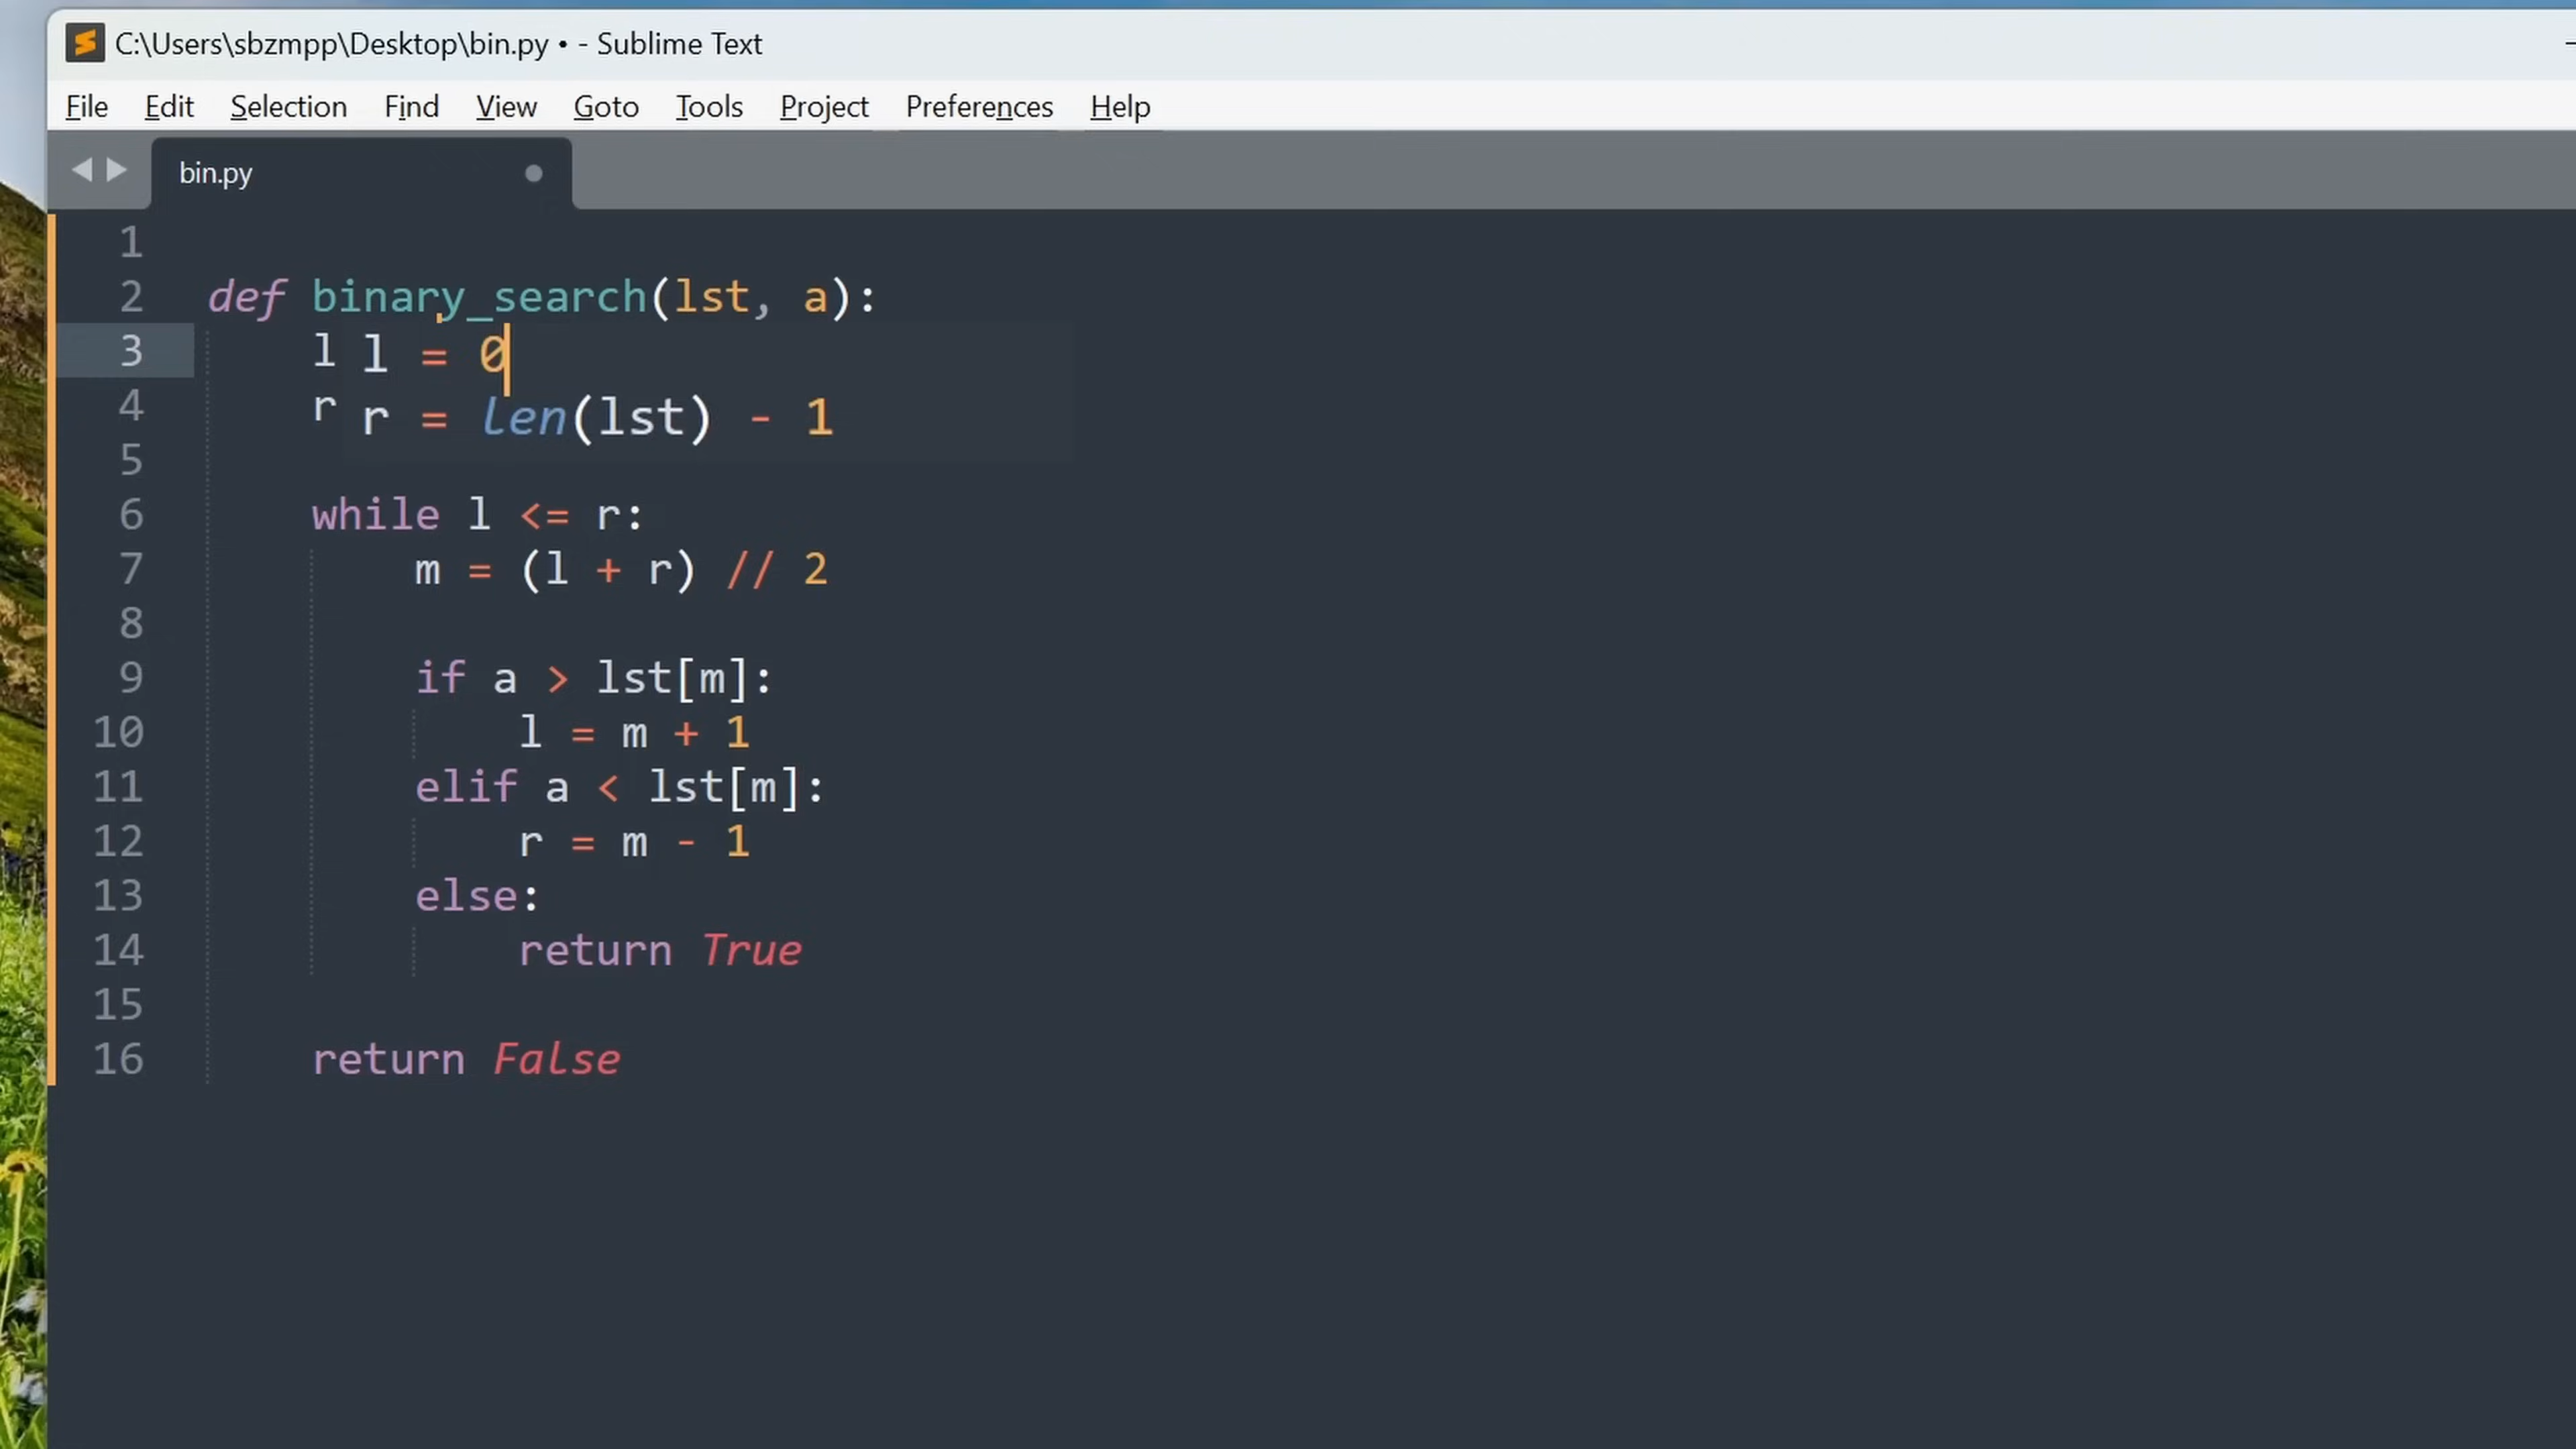 C:\Users\sbzmpp\Desktop\bin.py • - Sublime Text
File Edit Selection Find View Goto Tools Project Preferences Help
bin.py
1
2 def binary_search(lst, a):
3 l l = 0
4 r r = len(lst) - 1
5
6 while l <= r:
7 m = (l + r) // 2
8
9 if a > lst[m]:
10 l = m + 1
11 elif a < lst[m]:
12 r = m - 1
13 else:
14 return True
15
16 return False